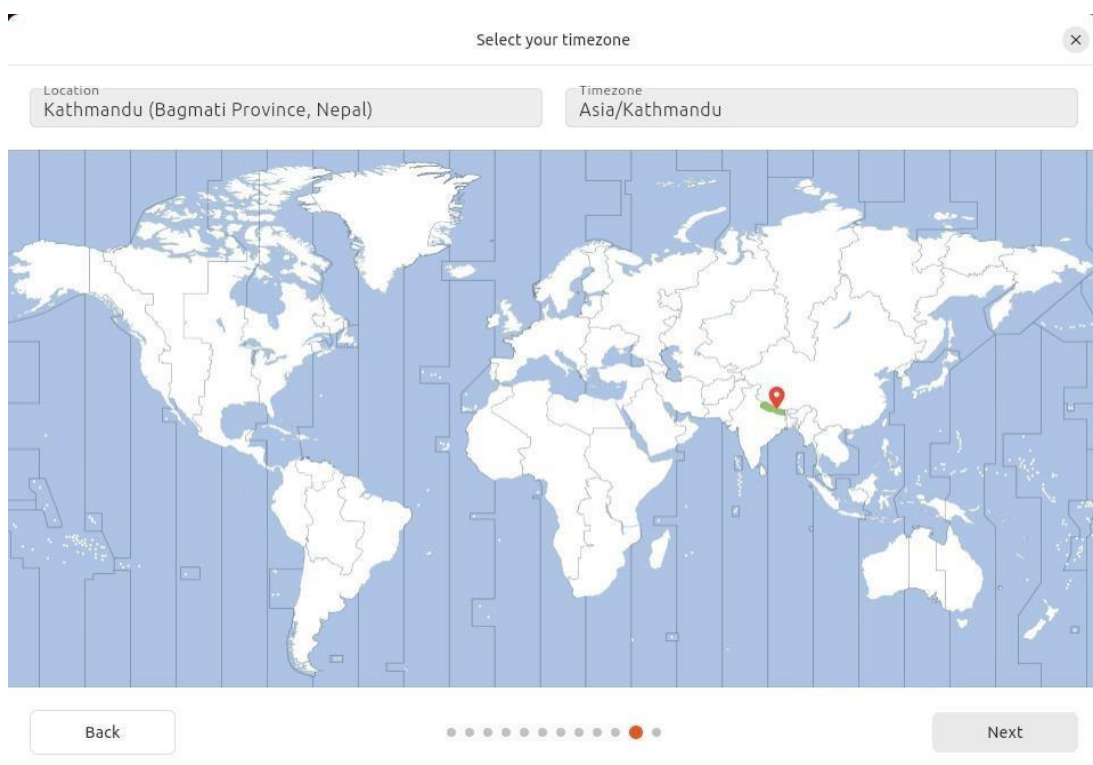 Select your timezone
Location
Kathmandu (Bagmati Province, Nepal)
Timezone
Asia/Kathmandu
Back
Next